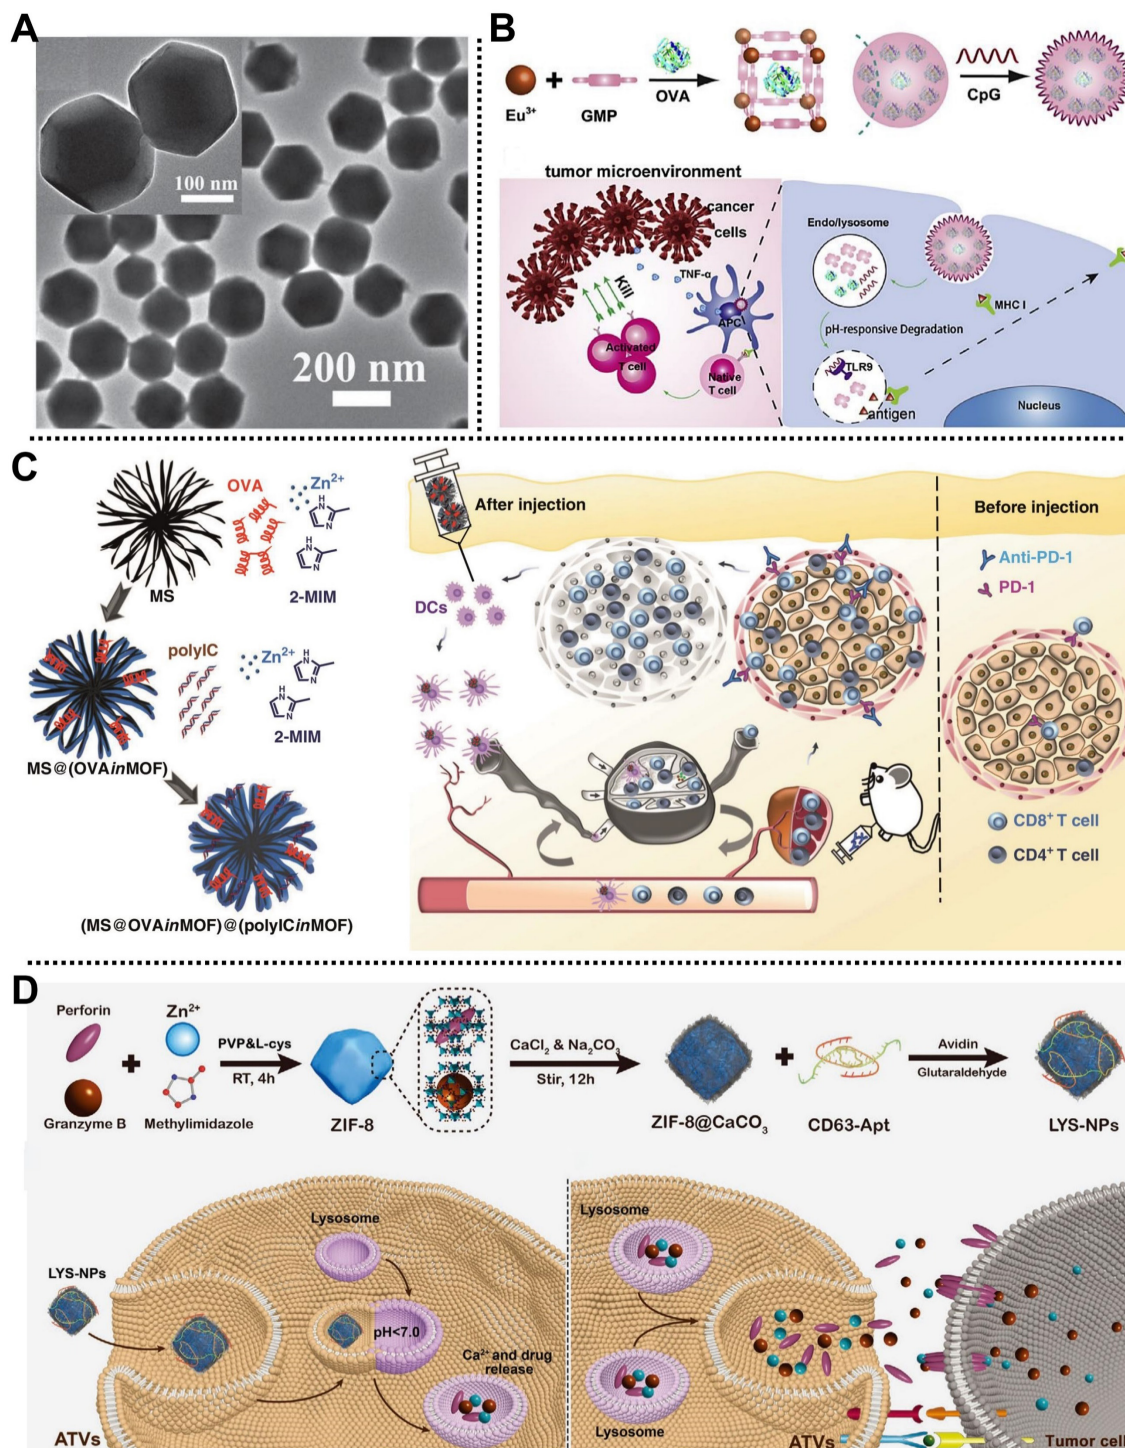 A
100 nm
200 nm
B
Eu³⁺
+
GMP
OVA
CpG
tumor microenvironment
cancer
cells
TNF-α
Kill
APC
Activated
T cell
Native
T cell
Endo/lysosome
MHC I
pH-responsive Degradation
TLR9
antigen
Nucleus
C
MS
OVA
Zn²⁺
2-MIM
H
N
N
H
N
N
MS@(OVAinMOF)
polyIC
Zn²⁺
2-MIM
H
N
N
H
N
N
(MS@OVAinMOF)@(polyICinMOF)
After injection
Before injection
DCs
Anti-PD-1
PD-1
CD8⁺ T cell
CD4⁺ T cell
D
Perforin
Granzyme B
+
Zn²⁺
Methylimidazole
PVP&L-cys
RT, 4h
ZIF-8
CaCl₂ & Na₂CO₃
Stir, 12h
ZIF-8@CaCO₃
+
CD63-Apt
Avidin
Glutaraldehyde
LYS-NPs
LYS-NPs
Lysosome
pH<7.0
Ca²⁺ and drug
release
ATVs
Lysosome
Lysosome
ATVs
Tumor cell